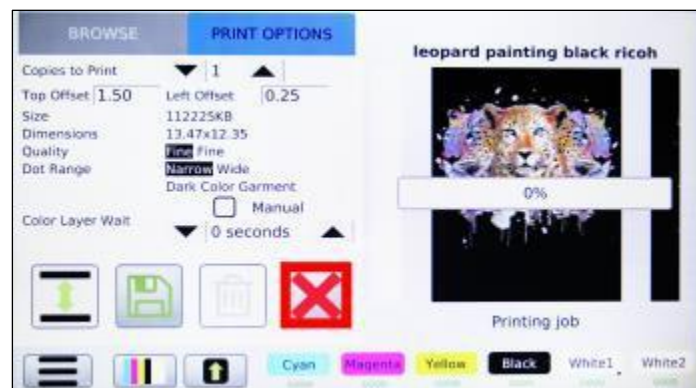 BROWSE
PRINT OPTIONS
leopard painting black ricoh
Copies to Print 1
Top Offset 1.50 Left Offset 0.25
Size 112225KB
Dimensions 13.47x12.35
Quality Fine Fine
Dot Range Narrow Wide
Dark Color Garment
Manual
Color Layer Wait
0 seconds
0%
Printing job
Cyan Magenta Yellow Black White1 White2